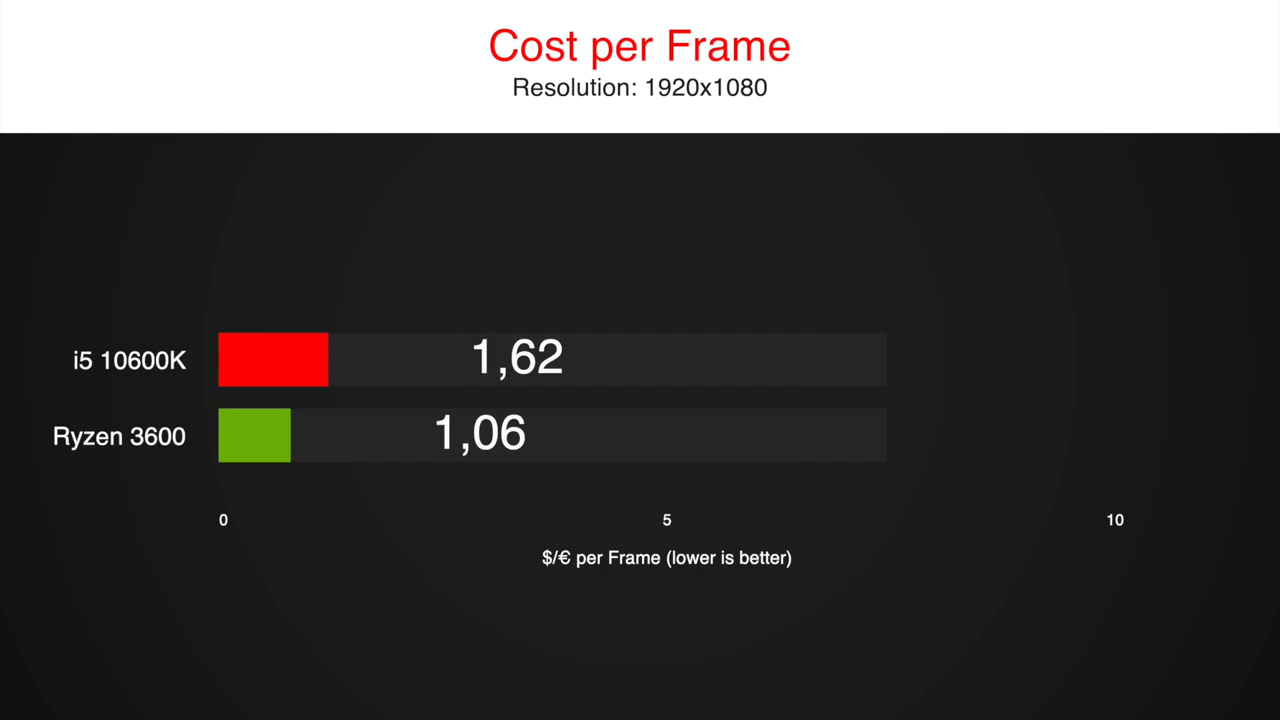 Cost per Frame
Resolution: 1920x1080
i5 10600K 1,62
Ryzen 3600 1,06
0 5 10
$/€ per Frame (lower is better)